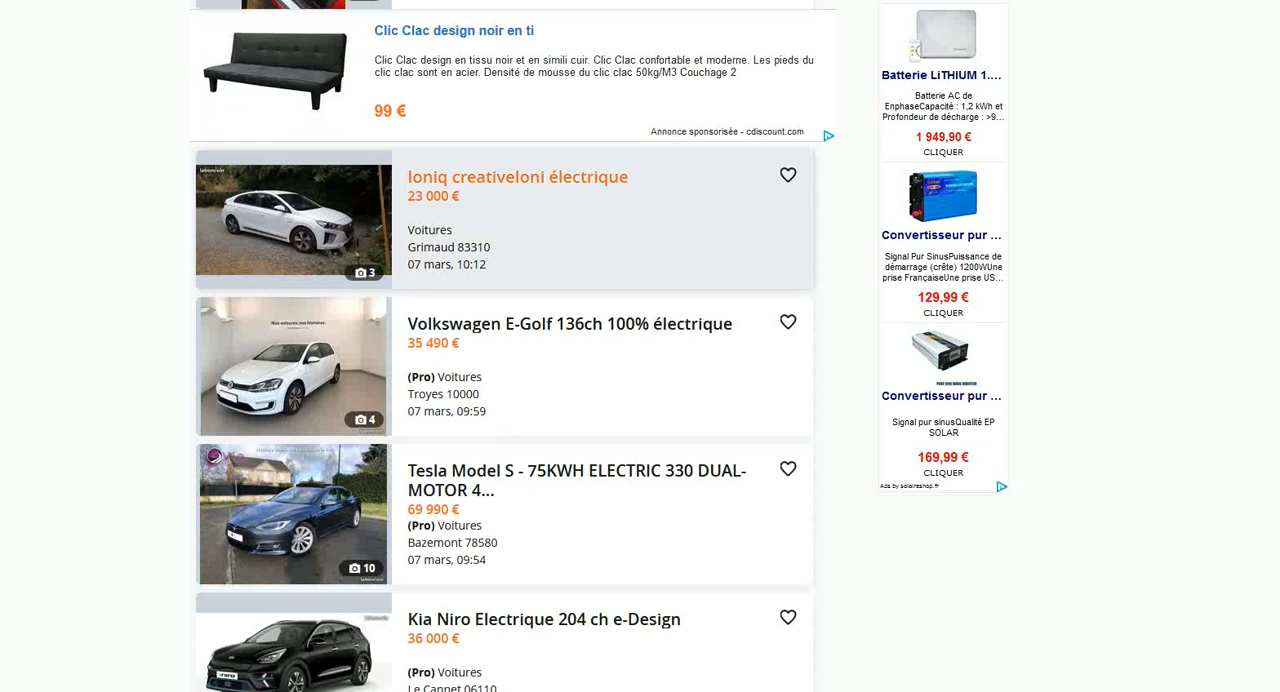 Clic Clac design noir en ti
Clic Clac design en tissu noir et en simili cuir. Clic Clac confortable et moderne. Les pieds du
clic clac sont en acier. Densité de mousse du clic clac 50kg/M3 Couchage 2
99 €
Annonce sponsorisée - cdiscount.com
leboncoin
3
Ioniq creativeIoni électrique
23 000 €
Voitures
Grimaud 83310
07 mars, 10:12
4
Volkswagen E-Golf 136ch 100% électrique
35 490 €
(Pro) Voitures
Troyes 10000
07 mars, 09:59
10
leboncoin
Tesla Model S - 75KWH ELECTRIC 330 DUAL-
MOTOR 4...
69 990 €
(Pro) Voitures
Bazemont 78580
07 mars, 09:54
Kia Niro Electrique 204 ch e-Design
36 000 €
(Pro) Voitures
Le Cannet 06110
Batterie LiTHIUM 1....
Batterie AC de
EnphaseCapacité : 1,2 kWh et
Profondeur de décharge : >9...
1 949,90 €
CLIQUER
Convertisseur pur ...
Signal Pur SinusPuissance de
démarrage (crête) 1200WUne
prise FrançaiseUne prise US...
129,99 €
CLIQUER
Convertisseur pur ...
Signal pur sinusQualité EP
SOLAR
169,99 €
CLIQUER
Ads by solaireshop.fr